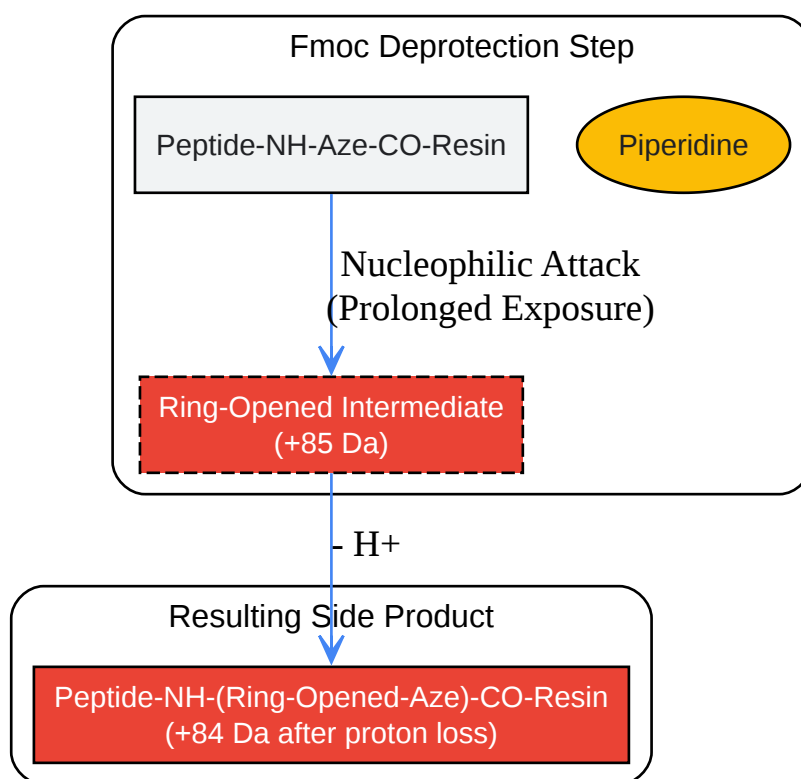 Fmoc Deprotection Step
Peptide-NH-Aze-CO-Resin
Piperidine
Nucleophilic Attack
(Prolonged Exposure)
Ring-Opened Intermediate
(+85 Da)
- H+
Resulting Side Product
Peptide-NH-(Ring-Opened-Aze)-CO-Resin
(+84 Da after proton loss)